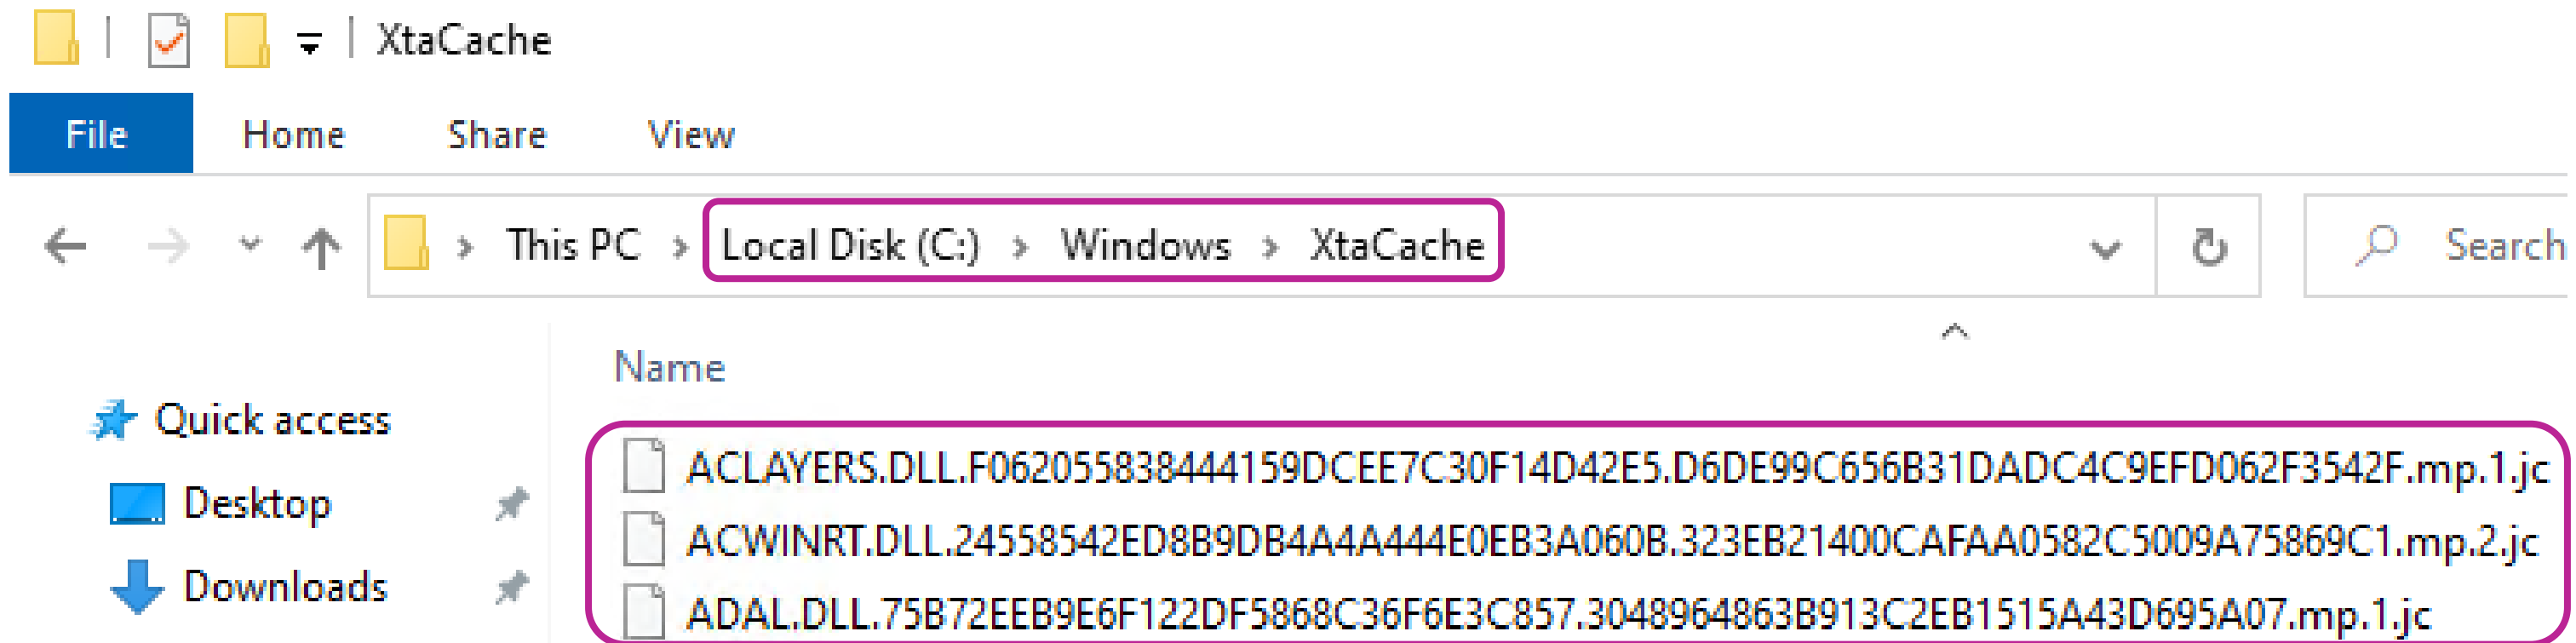 XtaCache
File Home Share View
This PC Local Disk (C:) Windows XtaCache Search
Name
Quick access
Desktop
Downloads
ACLAYERS.DLL.F062055838444159DCEE7C30F14D42E5.D6DE99C656B31DADC4C9EFD062F3542F.mp.1.jc
ACWINRT.DLL.24558542ED8B9DB4A4A444E0EB3A060B.323EB21400CAFAA0582C5009A75869C1.mp.2.jc
ADAL.DLL.75B72EEB9E6F122DF5868C36F6E3C857.3048964863B913C2EB1515A43D695A07.mp.1.jc